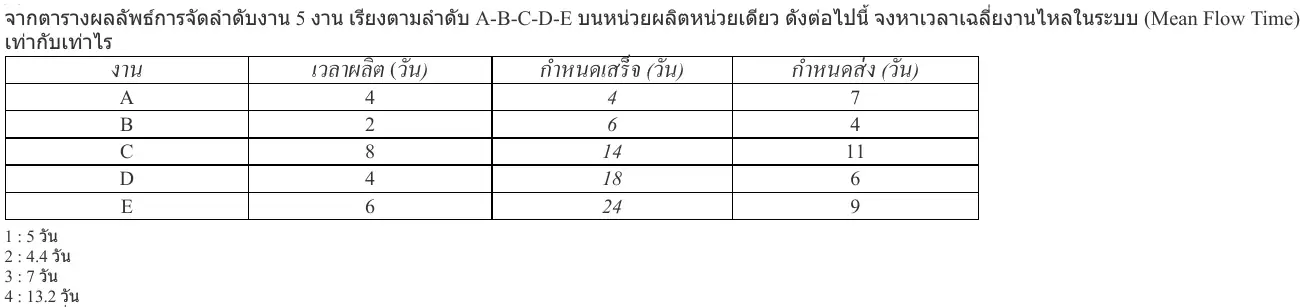 จากตารางผลลัพธ์การจัดลำดับงาน 5 งาน เรียงตามลำดับ A-B-C-D-E บนหน่วยผลิตหน่วยเดียว ดังต่อไปนี้ จงหาเวลาเฉลี่ยงานไหลในระบบ (Mean Flow Time)
เท่ากับเท่าไร
งาน เวลาผลิต (วัน) กำหนดเสร็จ (วัน) กำหนดส่ง (วัน)
A 4 4 7
B 2 6 4
C 8 14 11
D 4 18 6
E 6 24 9
1 : 5 วัน
2 : 4.4 วัน
3 : 7 วัน
4 : 13.2 วัน